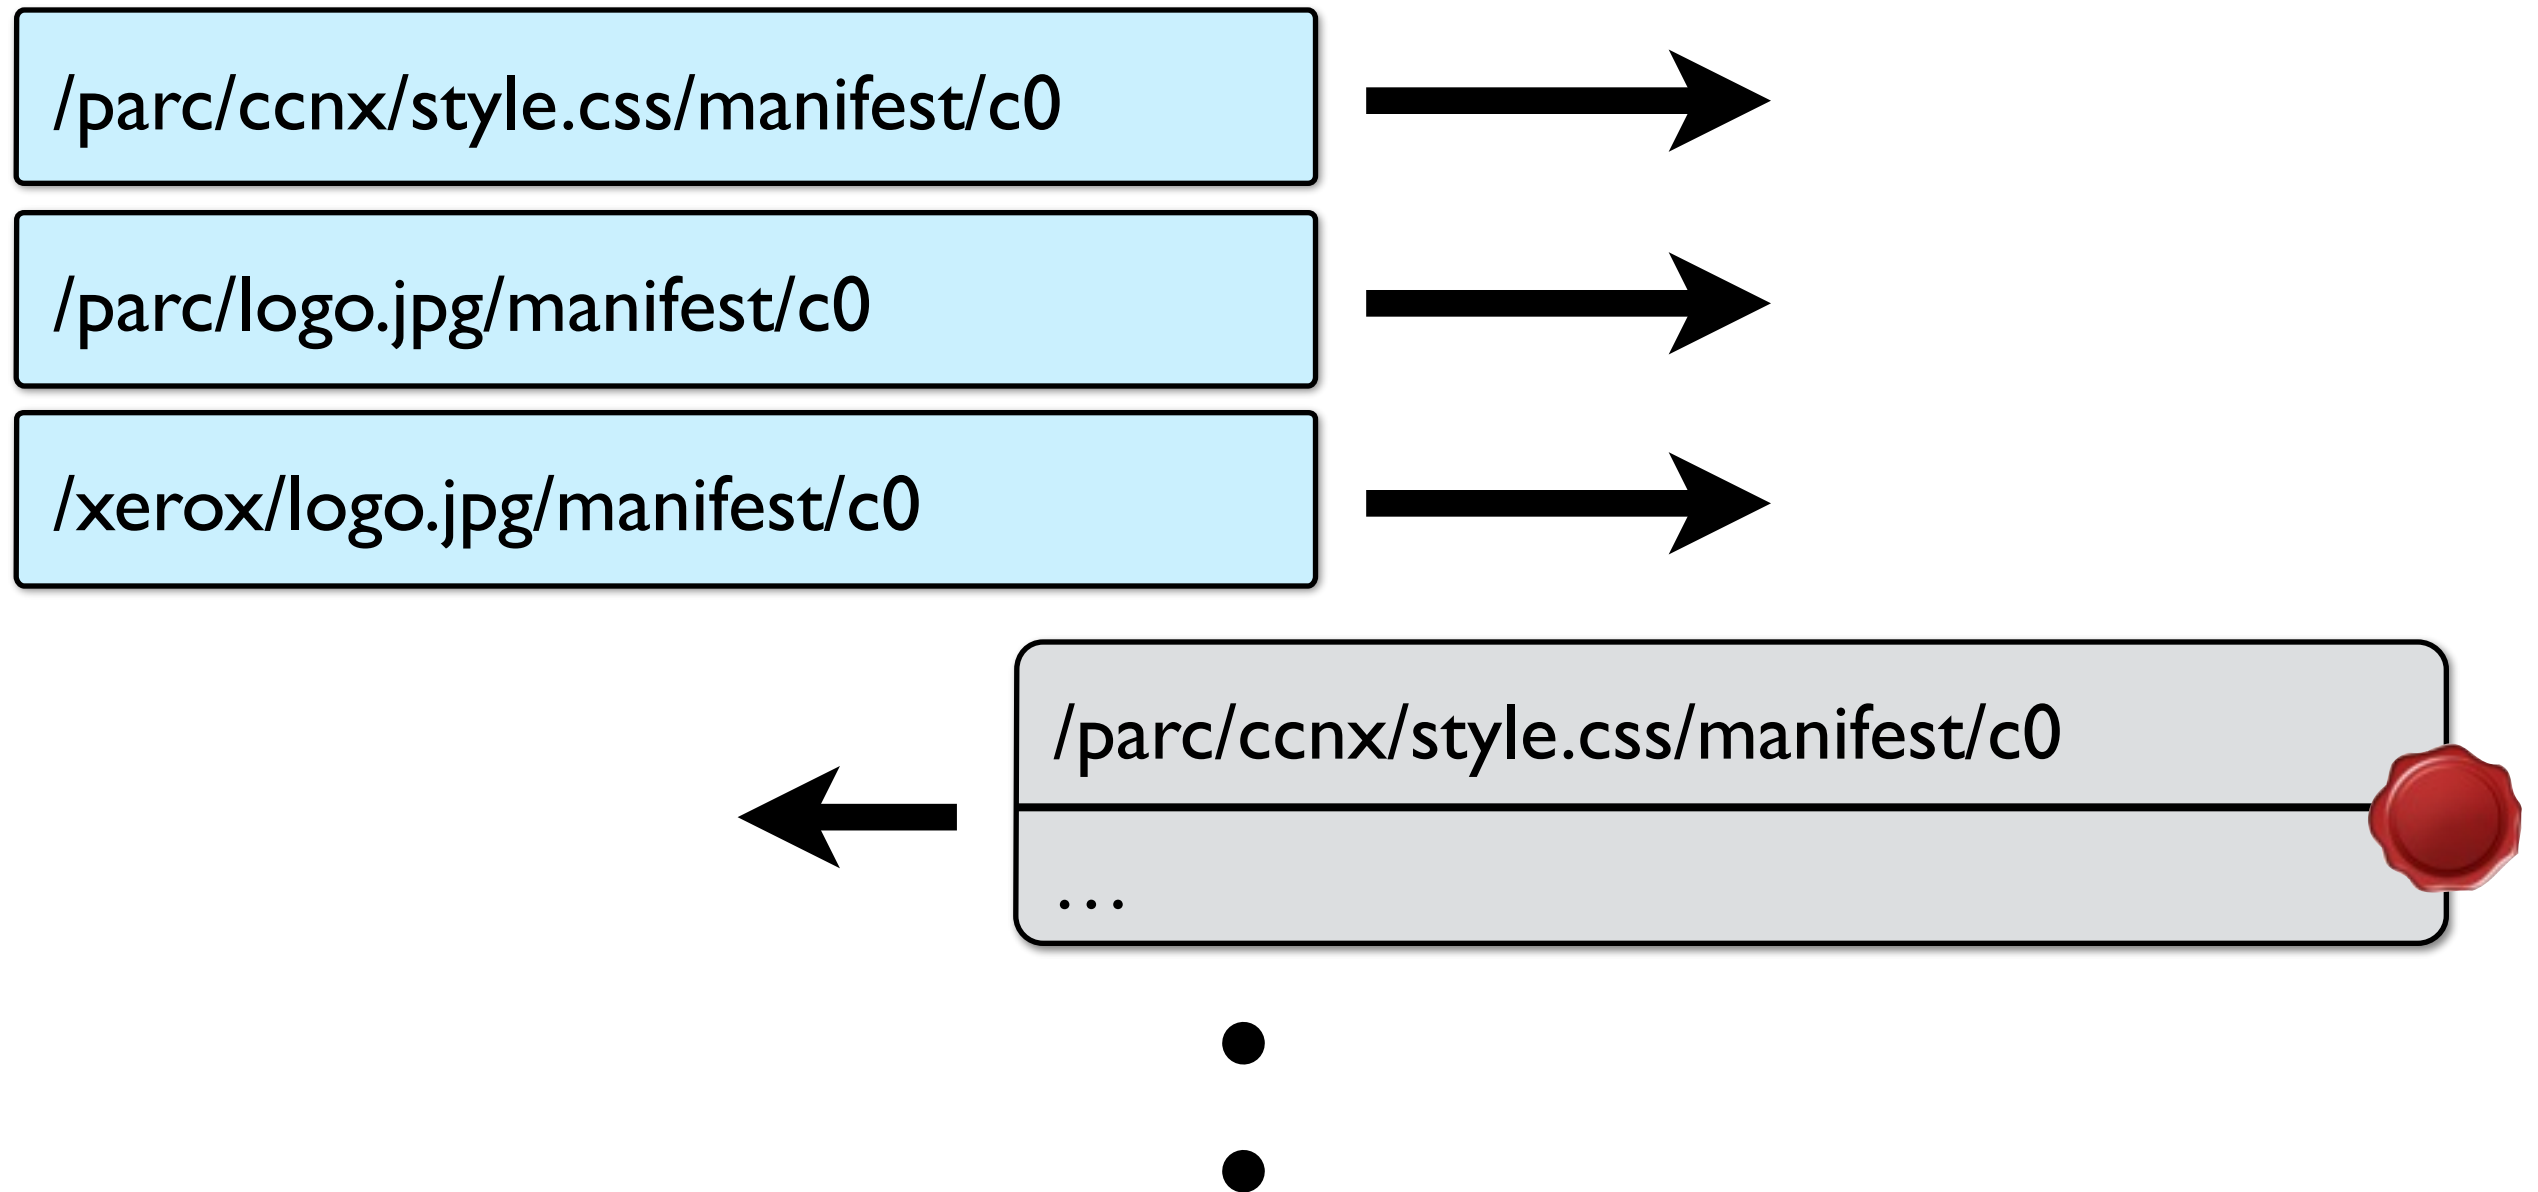 /parc/ccnx/style.css/manifest/c0
/parc/logo.jpg/manifest/c0
/xerox/logo.jpg/manifest/c0
/parc/ccnx/style.css/manifest/c0
…